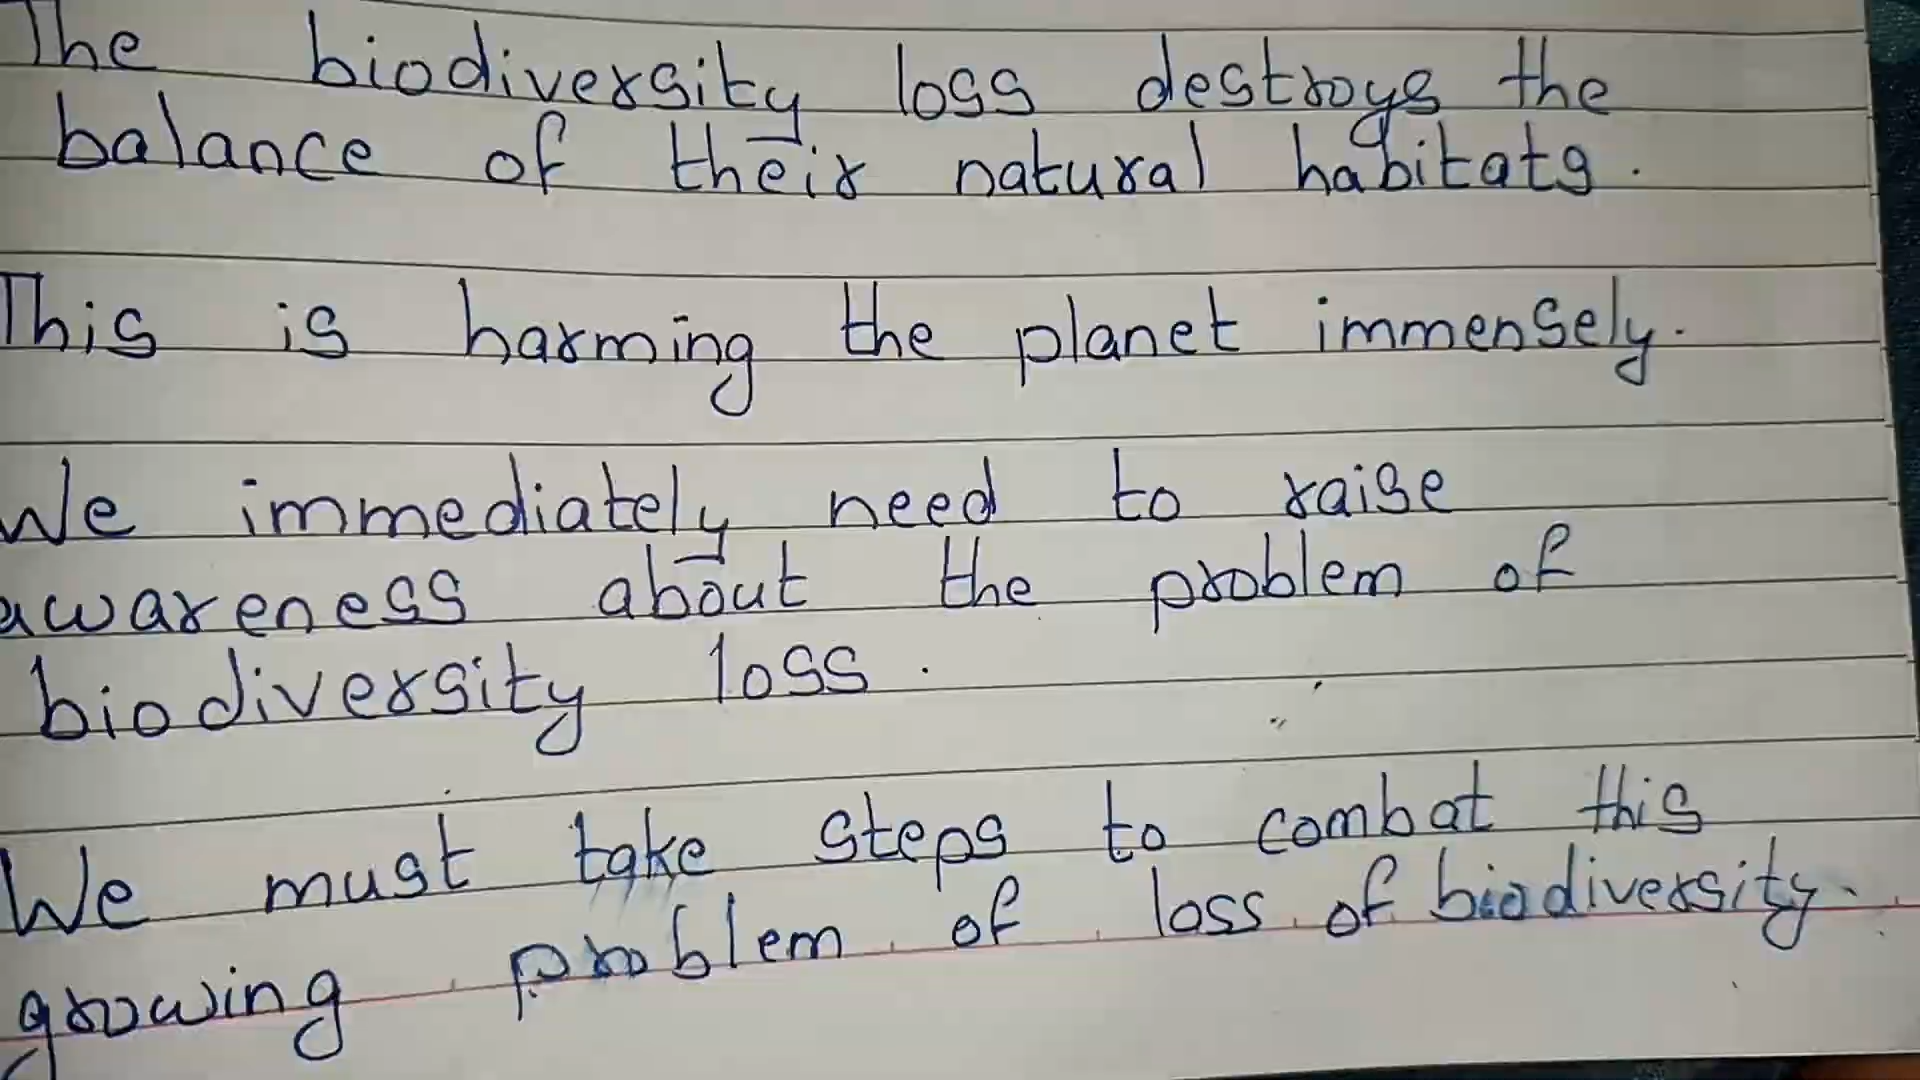 The biodiversity loss destroys the
balance of their natural habitats.
This is harming the planet immensely.
We immediately need to raise
awareness about the problem of
biodiversity loss.
We must take steps to combat this
growing problem of loss of biodiversity.